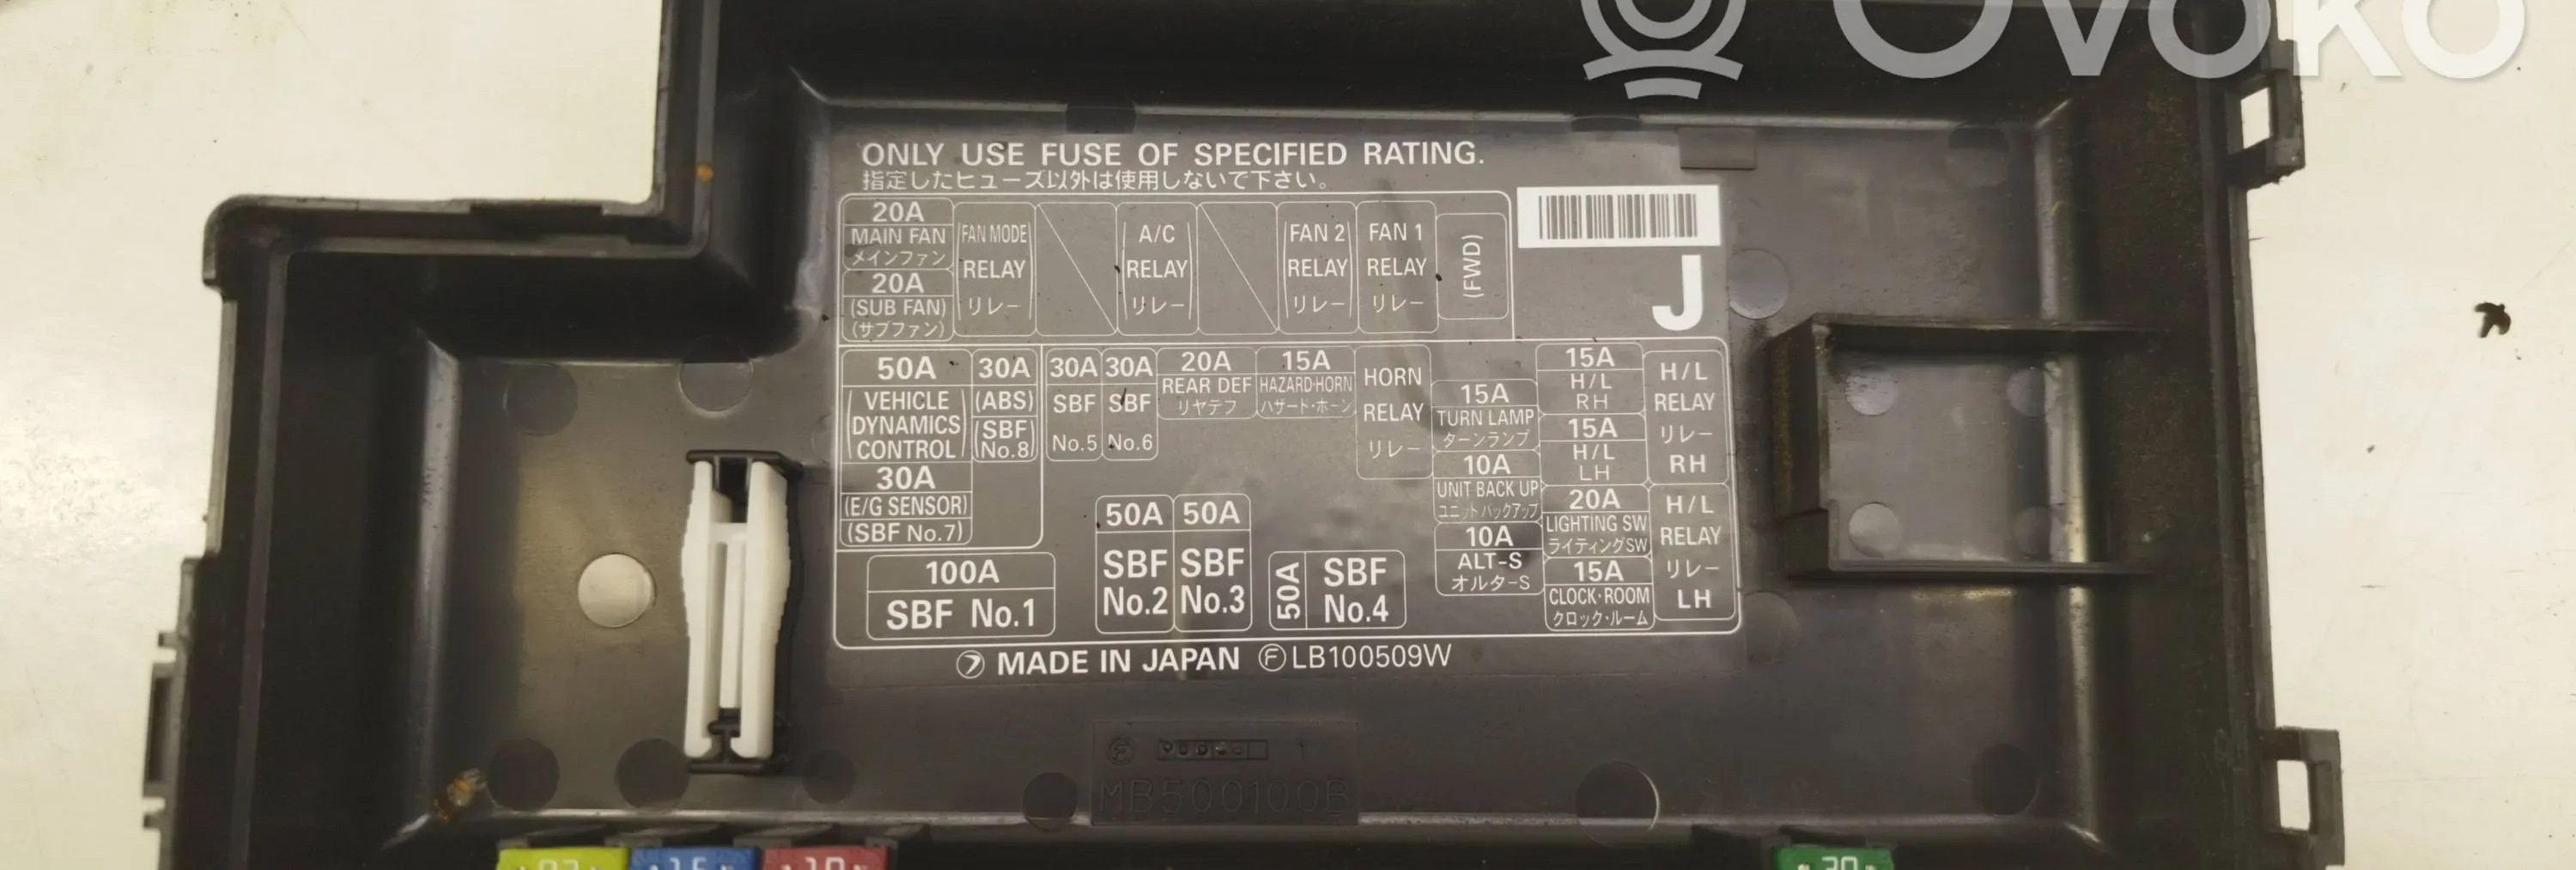 OVOKO
ONLY USE FUSE OF SPECIFIED RATING.
指定したヒューズ以外は使用しないで下さい。
20A
MAIN FAN
メインファン
20A
(SUB FAN)
(サブファン)
FAN MODE
RELAY
リレー
A/C
RELAY
リレー
FAN 2
RELAY
リレー
FAN 1
RELAY
リレー
(FWD)
J
50A
VEHICLE
DYNAMICS
CONTROL
30A
(E/G SENSOR)
(SBF No.7)
30A
(ABS)
(SBF
No.8)
30A
SBF
No.5
30A
SBF
No.6
20A
REAR DEF
リヤデフ
15A
HAZARD·HORN
ハザード・ホーン
HORN
RELAY
リレー
15A
TURN LAMP
ターンランプ
10A
UNIT BACK UP
ユニットバックアップ
10A
ALT-S
オルタ-S
15A
H/L
RH
15A
H/L
LH
20A
LIGHTING SW
ライティングSW
15A
CLOCK·ROOM
クロック・ルーム
H/L
RELAY
リレー
RH
H/L
RELAY
リレー
LH
100A
SBF No.1
50A
SBF
No.2
50A
SBF
No.3
50A
SBF
No.4
MADE IN JAPAN Ⓕ LB100509W
MB500100B